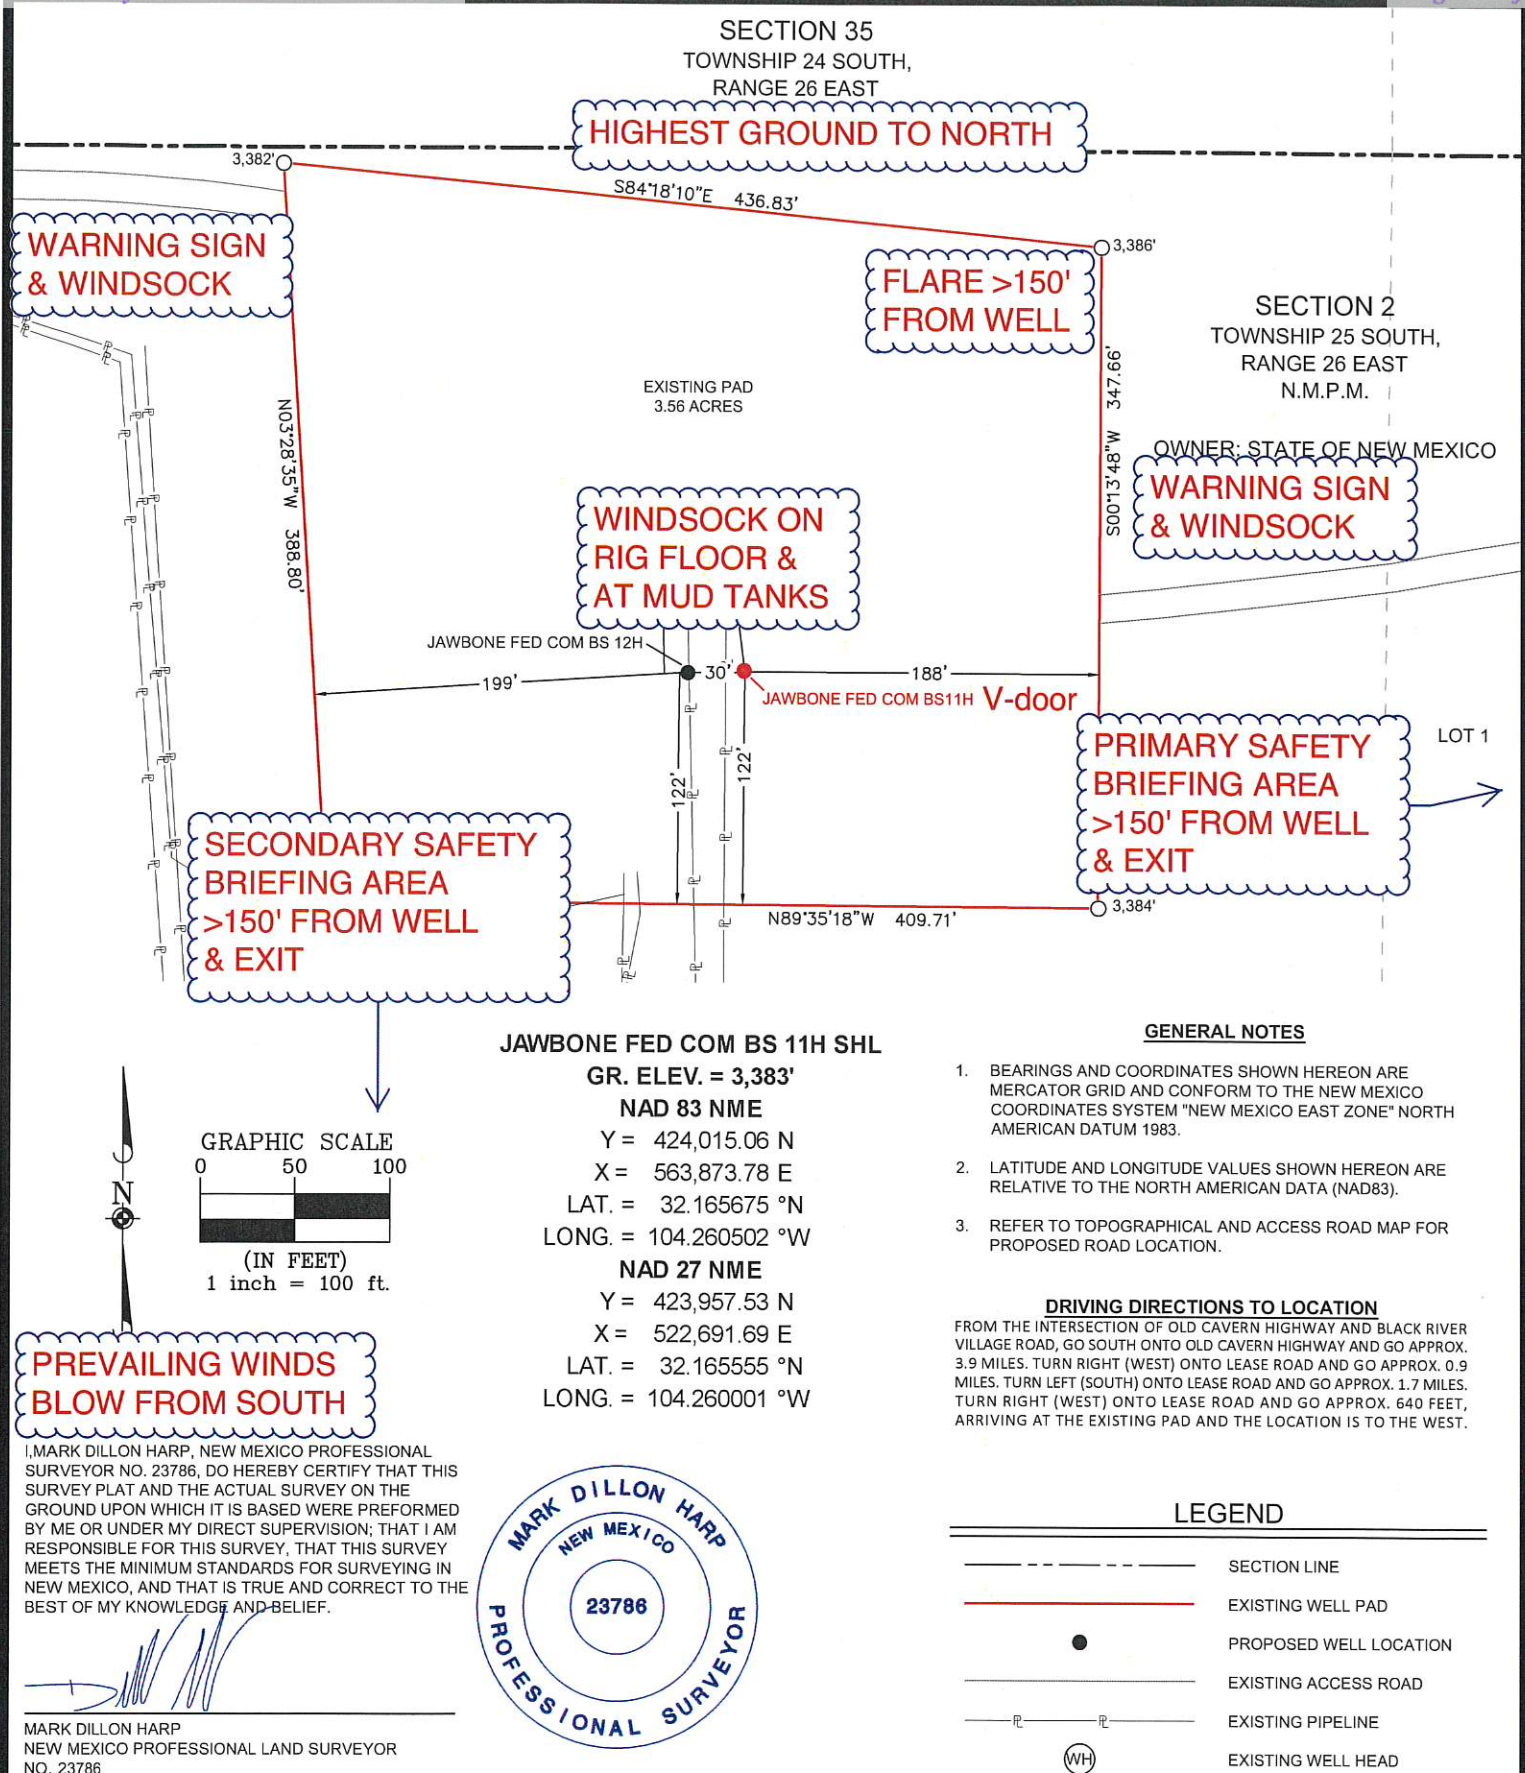 SECTION 35
TOWNSHIP 24 SOUTH,
RANGE 26 EAST
HIGHEST GROUND TO NORTH
3,382'
S84°18'10"E 436.83'
3,386'
WARNING SIGN
& WINDSOCK
FLARE >150'
FROM WELL
SECTION 2
TOWNSHIP 25 SOUTH,
RANGE 26 EAST
N.M.P.M.
OWNER: STATE OF NEW MEXICO
EXISTING PAD
3.56 ACRES
N03°28'35"W 388.80'
S00°13'48"W 347.66'
WARNING SIGN
& WINDSOCK
WINDSOCK ON
RIG FLOOR &
AT MUD TANKS
JAWBONE FED COM BS 12H
199'
30'
188'
JAWBONE FED COM BS11H V-door
122'
122'
PRIMARY SAFETY
BRIEFING AREA
>150' FROM WELL
& EXIT
LOT 1
SECONDARY SAFETY
BRIEFING AREA
>150' FROM WELL
& EXIT
N89°35'18"W 409.71'
3,384'
JAWBONE FED COM BS 11H SHL
GR. ELEV. = 3,383'
NAD 83 NME
Y = 424,015.06 N
X = 563,873.78 E
LAT. = 32.165675 °N
LONG. = 104.260502 °W
NAD 27 NME
Y = 423,957.53 N
X = 522,691.69 E
LAT. = 32.165555 °N
LONG. = 104.260001 °W
GENERAL NOTES
1. BEARINGS AND COORDINATES SHOWN HEREON ARE
MERCATOR GRID AND CONFORM TO THE NEW MEXICO
COORDINATES SYSTEM "NEW MEXICO EAST ZONE" NORTH
AMERICAN DATUM 1983.
2. LATITUDE AND LONGITUDE VALUES SHOWN HEREON ARE
RELATIVE TO THE NORTH AMERICAN DATA (NAD83).
3. REFER TO TOPOGRAPHICAL AND ACCESS ROAD MAP FOR
PROPOSED ROAD LOCATION.
DRIVING DIRECTIONS TO LOCATION
FROM THE INTERSECTION OF OLD CAVERN HIGHWAY AND BLACK RIVER
VILLAGE ROAD, GO SOUTH ONTO OLD CAVERN HIGHWAY AND GO APPROX.
3.9 MILES. TURN RIGHT (WEST) ONTO LEASE ROAD AND GO APPROX. 0.9
MILES. TURN LEFT (SOUTH) ONTO LEASE ROAD AND GO APPROX. 1.7 MILES.
TURN RIGHT (WEST) ONTO LEASE ROAD AND GO APPROX. 640 FEET,
ARRIVING AT THE EXISTING PAD AND THE LOCATION IS TO THE WEST.
N
GRAPHIC SCALE
0 50 100
(IN FEET)
1 inch = 100 ft.
PREVAILING WINDS
BLOW FROM SOUTH
I,MARK DILLON HARP, NEW MEXICO PROFESSIONAL
SURVEYOR NO. 23786, DO HEREBY CERTIFY THAT THIS
SURVEY PLAT AND THE ACTUAL SURVEY ON THE
GROUND UPON WHICH IT IS BASED WERE PREFORMED
BY ME OR UNDER MY DIRECT SUPERVISION; THAT I AM
RESPONSIBLE FOR THIS SURVEY, THAT THIS SURVEY
MEETS THE MINIMUM STANDARDS FOR SURVEYING IN
NEW MEXICO, AND THAT IS TRUE AND CORRECT TO THE
BEST OF MY KNOWLEDGE AND BELIEF.
MARK DILLON HARP
NEW MEXICO PROFESSIONAL LAND SURVEYOR
NO. 23786
MARK DILLON HARP
NEW MEXICO
23786
PROFESSIONAL SURVEYOR
LEGEND
SECTION LINE
EXISTING WELL PAD
PROPOSED WELL LOCATION
EXISTING ACCESS ROAD
PL PL EXISTING PIPELINE
WH EXISTING WELL HEAD